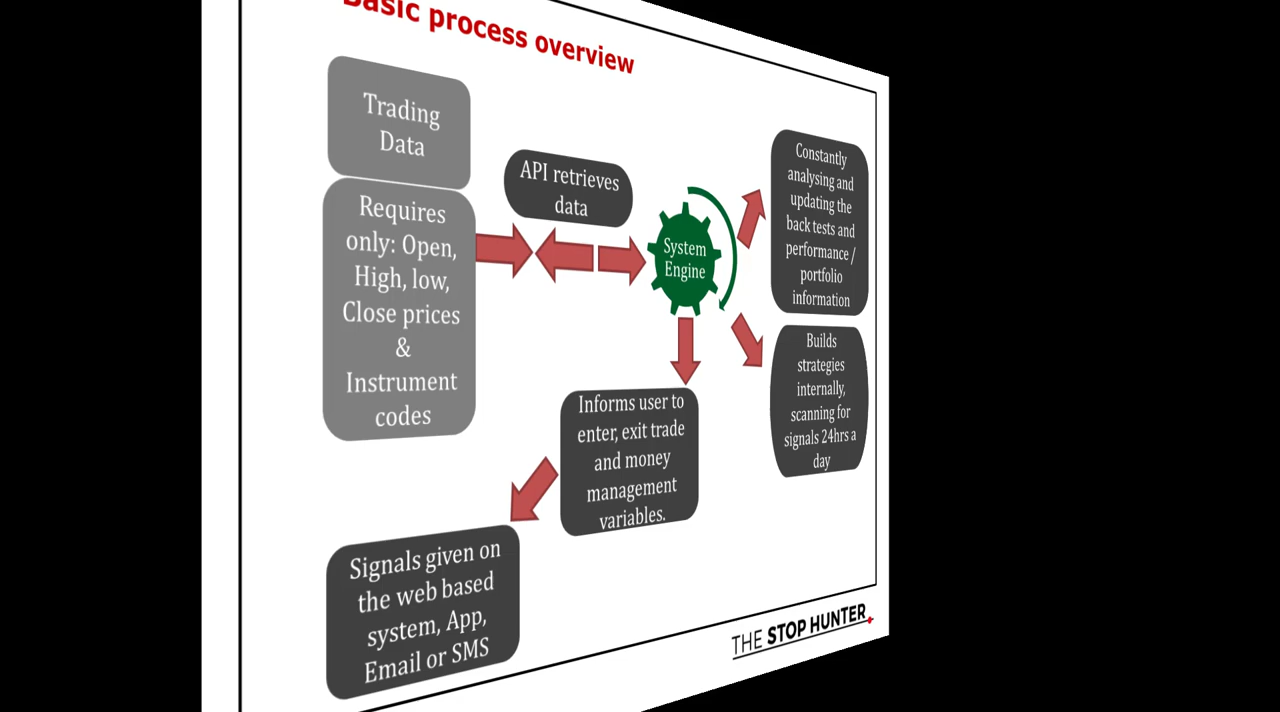 Basic process overview
Trading
Data
Requires
only: Open,
High, low,
Close prices
&
Instrument
codes
API retrieves
data
System
Engine
Constantly
analysing and
updating the
back tests and
performance /
portfolio
information
Builds
strategies
internally,
scanning for
signals 24hrs a
day
Informs user to
enter, exit trade
and money
management
variables.
Signals given on
the web based
system, App,
Email or SMS
THE STOP HUNTER